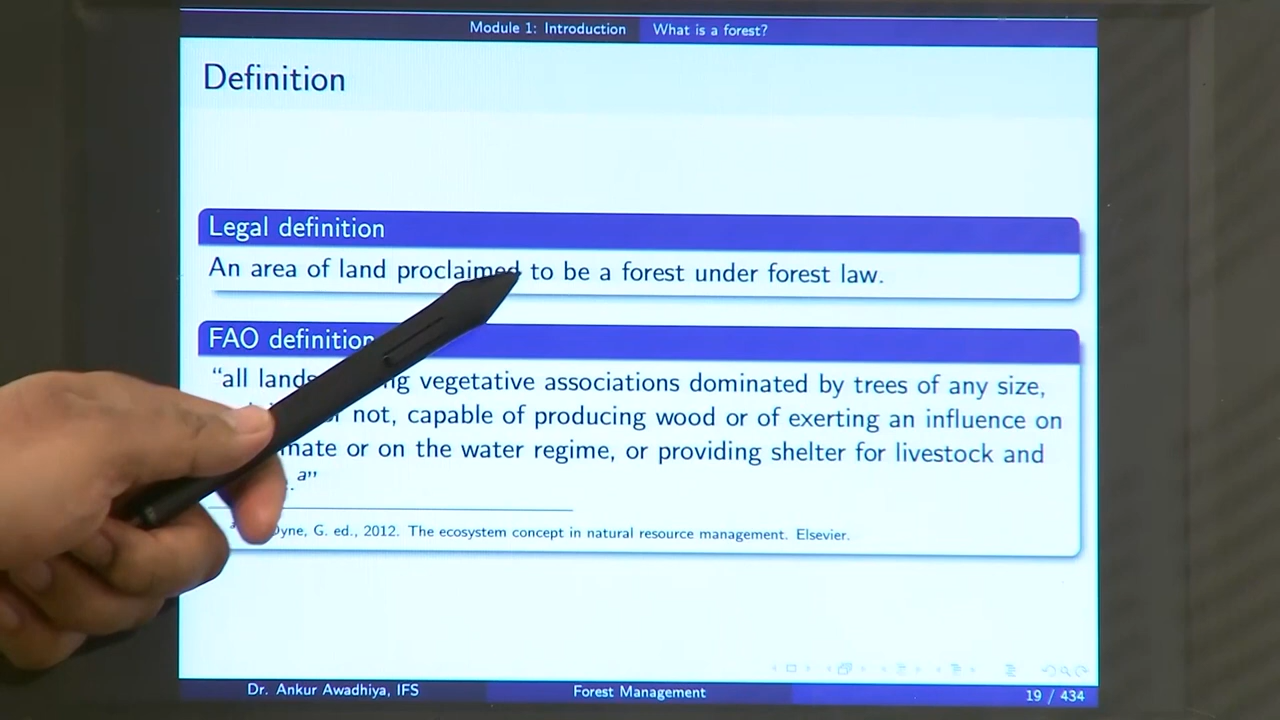 Module 1: Introduction What is a forest?
Definition
Legal definition
An area of land proclaimed to be a forest under forest law.
FAO definition
“all lands vegetative associations dominated by trees of any size,
not, capable of producing wood or of exerting an influence on
or on the water regime, or providing shelter for livestock and
.a”
Dyne, G. ed., 2012. The ecosystem concept in natural resource management. Elsevier.
Dr. Ankur Awadhiya, IFS Forest Management 19 / 434